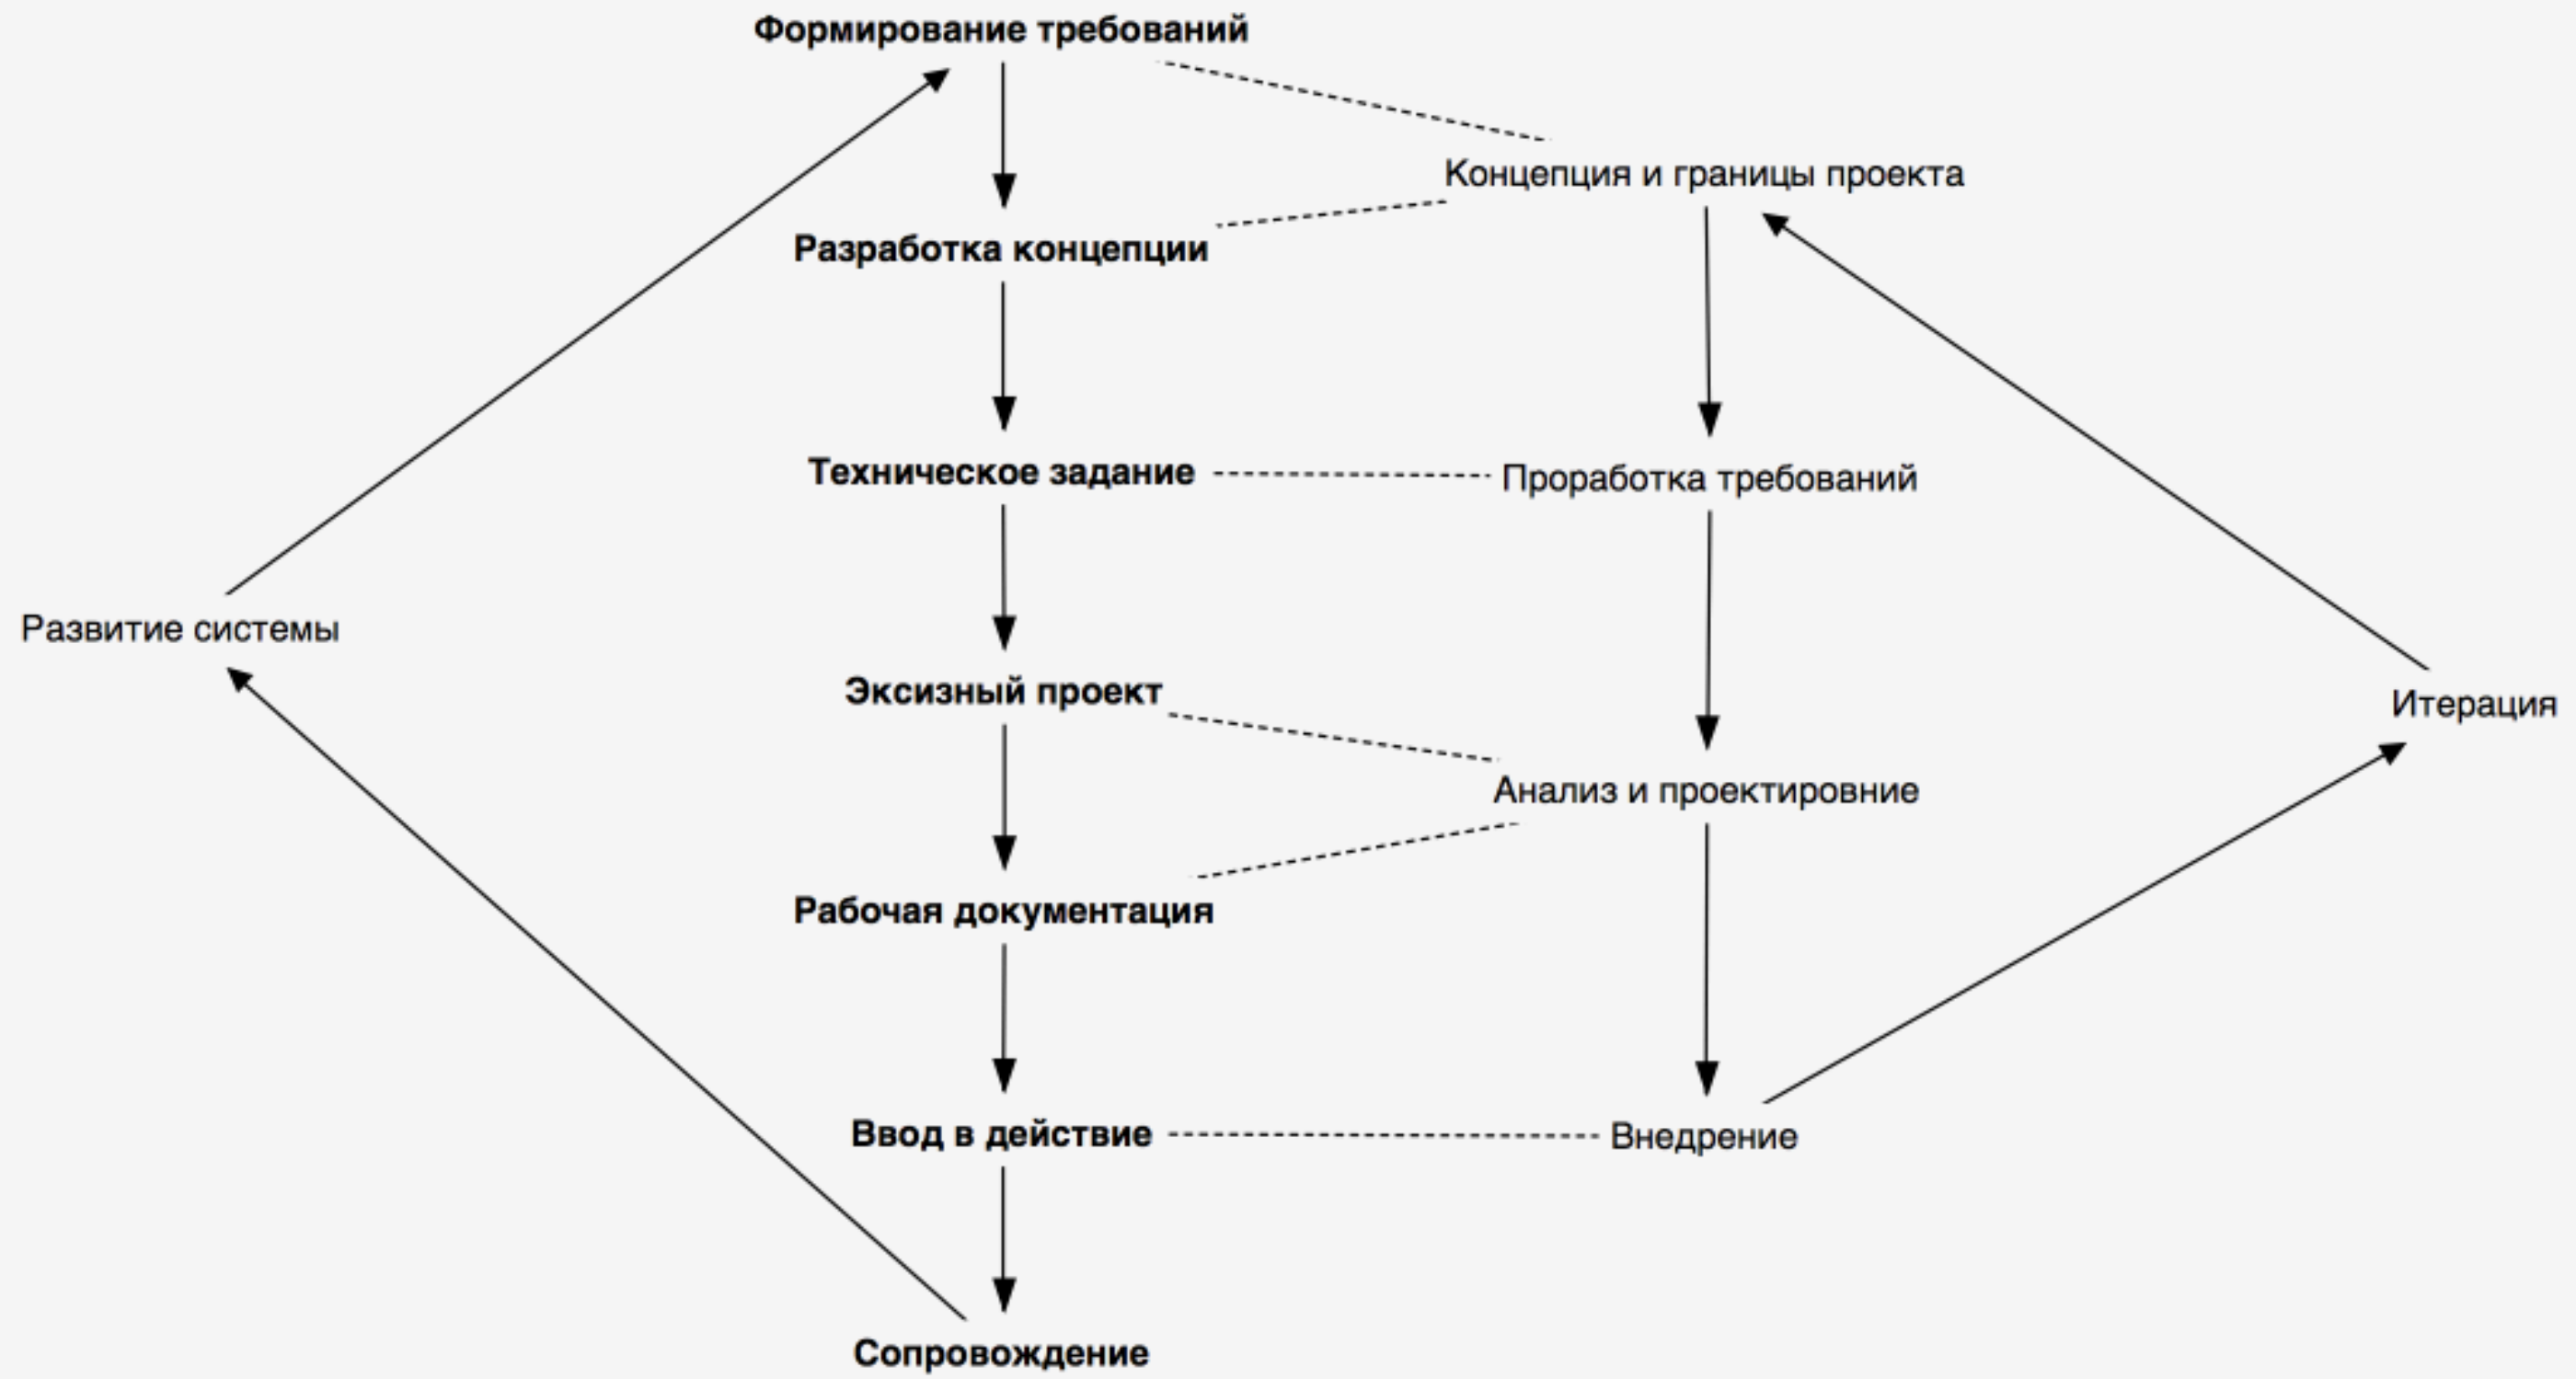 Формирование требований
Концепция и границы проекта
Разработка концепции
Техническое задание
Проработка требований
Развитие системы
Эксизный проект
Итерация
Анализ и проектировние
Рабочая документация
Ввод в действие
Внедрение
Сопровождение